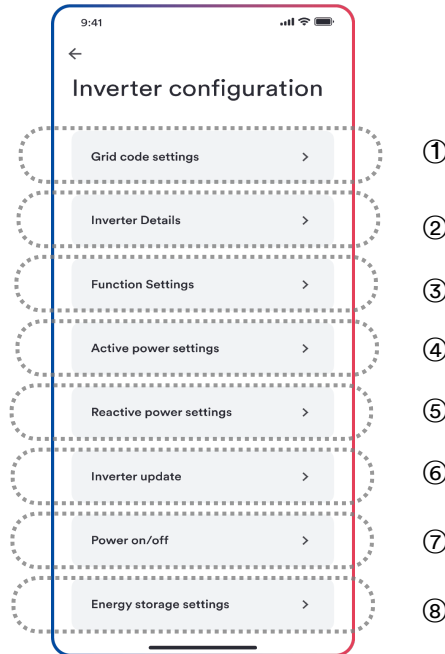 9:41
Inverter configuration
Grid code settings
①
Inverter Details
②
Function Settings
③
Active power settings
④
Reactive power settings
⑤
Inverter update
⑥
Power on/off
⑦
Energy storage settings
⑧